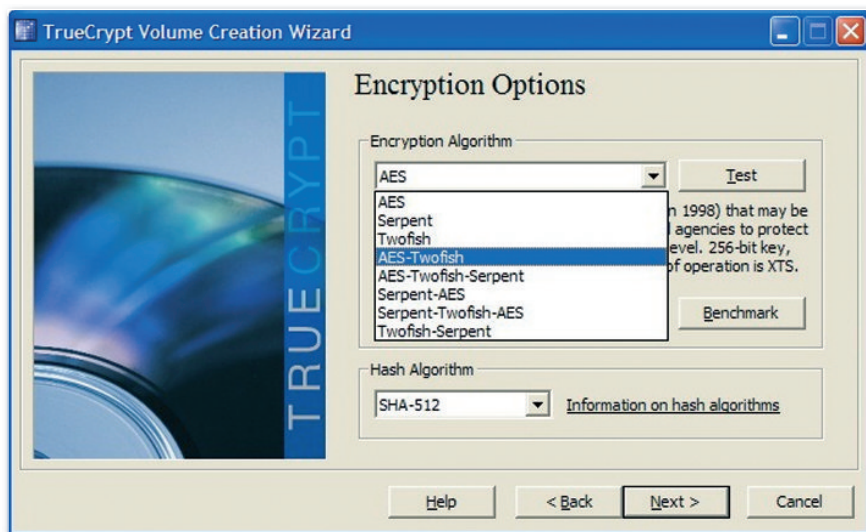 TrueCrypt Volume Creation Wizard
TRUECRYPT
Encryption Options
Encryption Algorithm
AES
Test
AES
Serpent
Twofish
AES-Twofish
AES-Twofish-Serpent
Serpent-AES
Serpent-Twofish-AES
Twofish-Serpent
n 1998) that may be
agencies to protect
evel. 256-bit key,
of operation is XTS.
Benchmark
Hash Algorithm
SHA-512
Information on hash algorithms
Help
< Back
Next >
Cancel